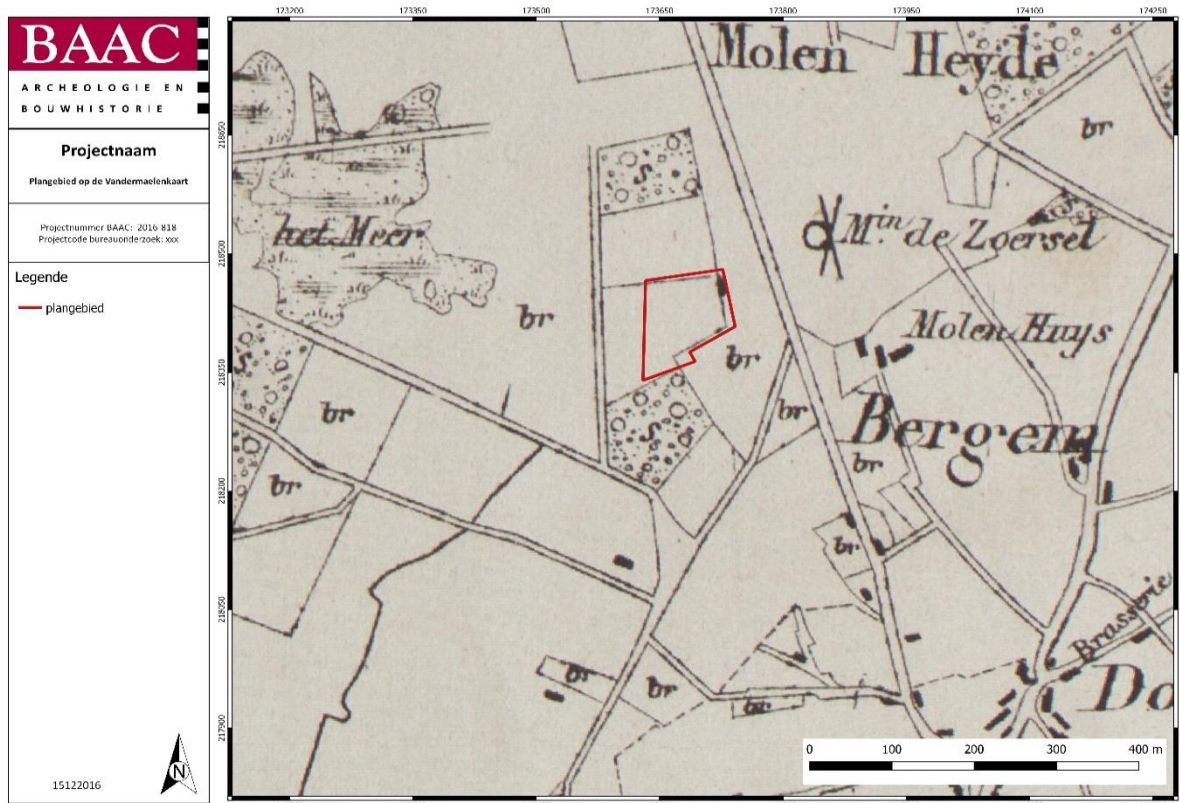 BAAC
ARCHEOLOGIE EN
BOUWHISTORIE
Projectnaam
Plangebied op de Vandermaelenkaart
Projectnummer BAAC: 2016-818
Projectcode bureauonderzoek: xxx
Legende
plangebied
15122016
N
173200 173350 173500 173650 173800 173950 174100 174250
218650
218500
218350
218200
218050
217900
Molen Heyde
br
het Meer
S
Min de Zoersel
br
Molen Huys
br
S
S
br
br
Bergem
br
br
br
Brasserie
br
br
br
Do
0 100 200 300 400 m